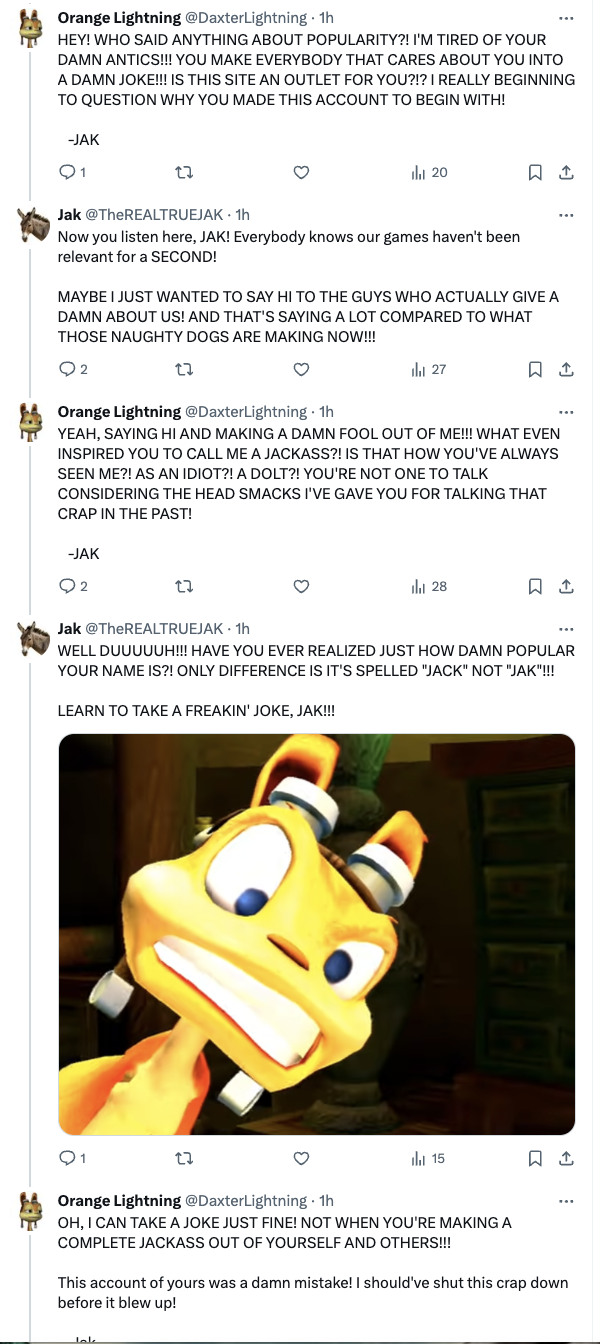 Orange Lightning @DaxterLightning · 1h
HEY! WHO SAID ANYTHING ABOUT POPULARITY?! I'M TIRED OF YOUR
DAMN ANTICS!!! YOU MAKE EVERYBODY THAT CARES ABOUT YOU INTO
A DAMN JOKE!!! IS THIS SITE AN OUTLET FOR YOU?!? I REALLY BEGINNING
TO QUESTION WHY YOU MADE THIS ACCOUNT TO BEGIN WITH!
-JAK
1 20
Jak @TheREALTRUEJAK · 1h
Now you listen here, JAK! Everybody knows our games haven't been
relevant for a SECOND!
MAYBE I JUST WANTED TO SAY HI TO THE GUYS WHO ACTUALLY GIVE A
DAMN ABOUT US! AND THAT'S SAYING A LOT COMPARED TO WHAT
THOSE NAUGHTY DOGS ARE MAKING NOW!!!
2 27
Orange Lightning @DaxterLightning · 1h
YEAH, SAYING HI AND MAKING A DAMN FOOL OUT OF ME!!! WHAT EVEN
INSPIRED YOU TO CALL ME A JACKASS?! IS THAT HOW YOU'VE ALWAYS
SEEN ME?! AS AN IDIOT?! A DOLT?! YOU'RE NOT ONE TO TALK
CONSIDERING THE HEAD SMACKS I'VE GAVE YOU FOR TALKING THAT
CRAP IN THE PAST!
-JAK
2 28
Jak @TheREALTRUEJAK · 1h
WELL DUUUUUH!!! HAVE YOU EVER REALIZED JUST HOW DAMN POPULAR
YOUR NAME IS?! ONLY DIFFERENCE IS IT'S SPELLED "JACK" NOT "JAK"!!!
LEARN TO TAKE A FREAKIN' JOKE, JAK!!!
1 15
Orange Lightning @DaxterLightning · 1h
OH, I CAN TAKE A JOKE JUST FINE! NOT WHEN YOU'RE MAKING A
COMPLETE JACKASS OUT OF YOURSELF AND OTHERS!!!
This account of yours was a damn mistake! I should've shut this crap down
before it blew up!